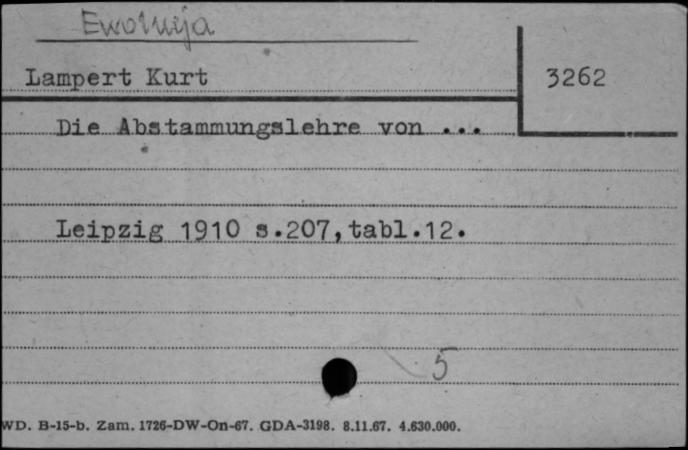 Ewolucja
Lampert Kurt
3262
Die Abstammungslehre von ...
Leipzig 1910 s.207,tabl.12.
5
WD. B-15-b. Zam. 1726-DW-On-67. GDA-3198. 8.11.67. 4.630.000.